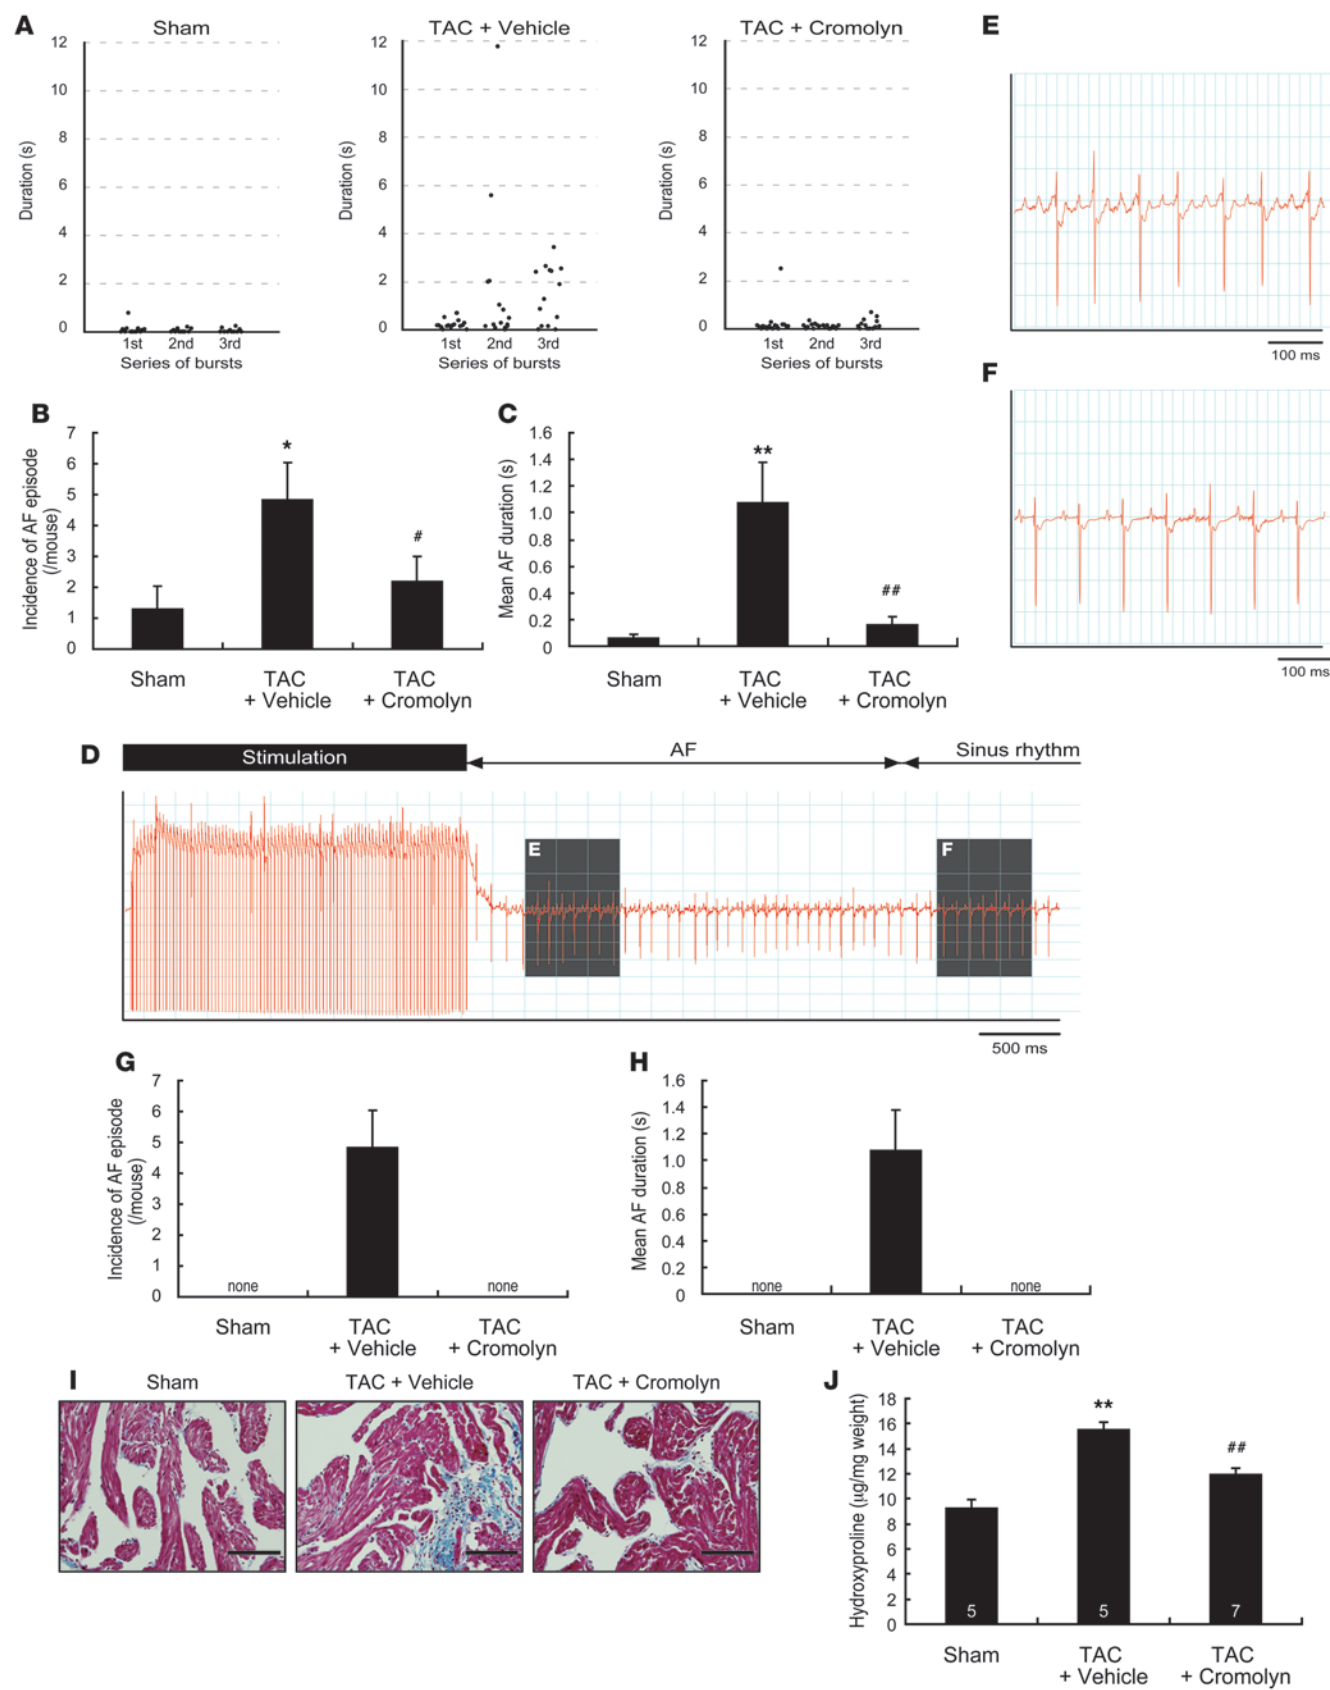 A
Sham
TAC + Vehicle
TAC + Cromolyn
Duration (s)
12
10
8
6
4
2
0
1st 2nd 3rd
Series of bursts
Duration (s)
12
10
8
6
4
2
0
1st 2nd 3rd
Series of bursts
Duration (s)
12
10
8
6
4
2
0
1st 2nd 3rd
Series of bursts
E
100 ms
F
100 ms
B
Incidence of AF episode
(/mouse)
7
6
5
4
3
2
1
0
*
#
Sham
TAC
+ Vehicle
TAC
+ Cromolyn
C
Mean AF duration (s)
1.6
1.4
1.2
1.0
0.8
0.6
0.4
0.2
0
**
##
Sham
TAC
+ Vehicle
TAC
+ Cromolyn
D
Stimulation
AF
Sinus rhythm
E
F
500 ms
G
Incidence of AF episode
(/mouse)
7
6
5
4
3
2
1
0
none
none
Sham
TAC
+ Vehicle
TAC
+ Cromolyn
H
Mean AF duration (s)
1.6
1.4
1.2
1.0
0.8
0.6
0.4
0.2
0
none
none
Sham
TAC
+ Vehicle
TAC
+ Cromolyn
I
Sham
TAC + Vehicle
TAC + Cromolyn
J
Hydroxyproline (μg/mg weight)
18
16
14
12
10
8
6
4
2
0
**
##
5
5
7
Sham
TAC
+ Vehicle
TAC
+ Cromolyn